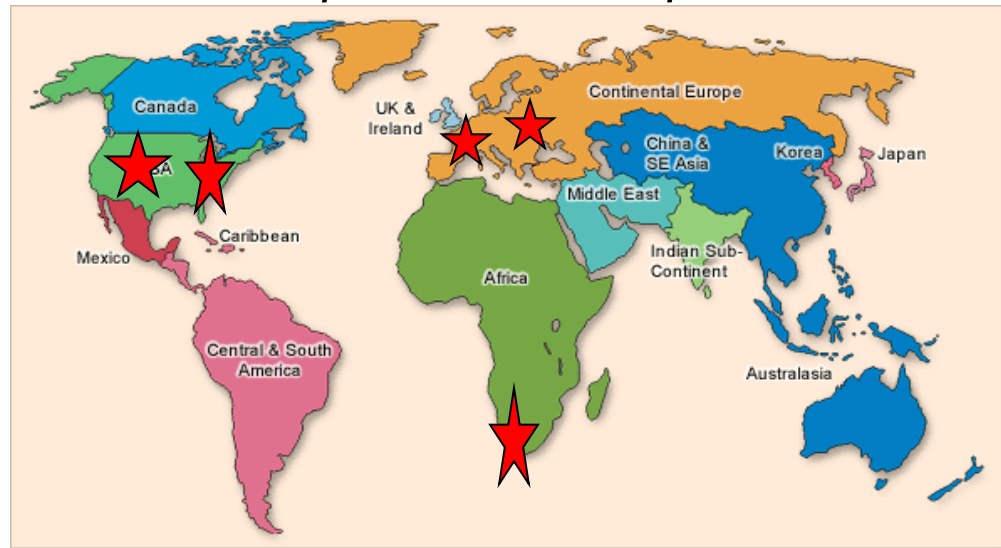 Canada
UK &
Ireland
Continental Europe
China &
SE Asia
Korea
Japan
SA
Middle East
Mexico
Caribbean
Indian Sub-
Continent
Africa
Central & South
America
Australasia